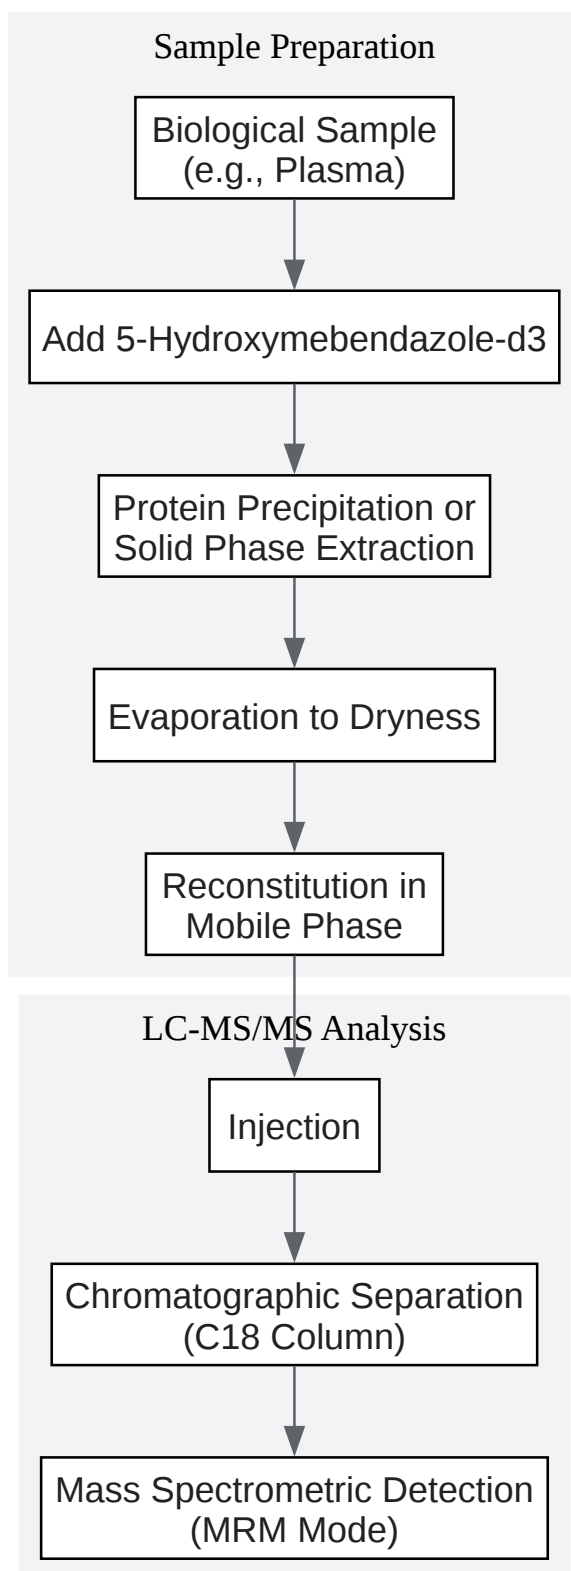 Sample Preparation
Biological Sample
(e.g., Plasma)
Add 5-Hydroxymebendazole-d3
Protein Precipitation or
Solid Phase Extraction
Evaporation to Dryness
Reconstitution in
Mobile Phase
LC-MS/MS Analysis
Injection
Chromatographic Separation
(C18 Column)
Mass Spectrometric Detection
(MRM Mode)